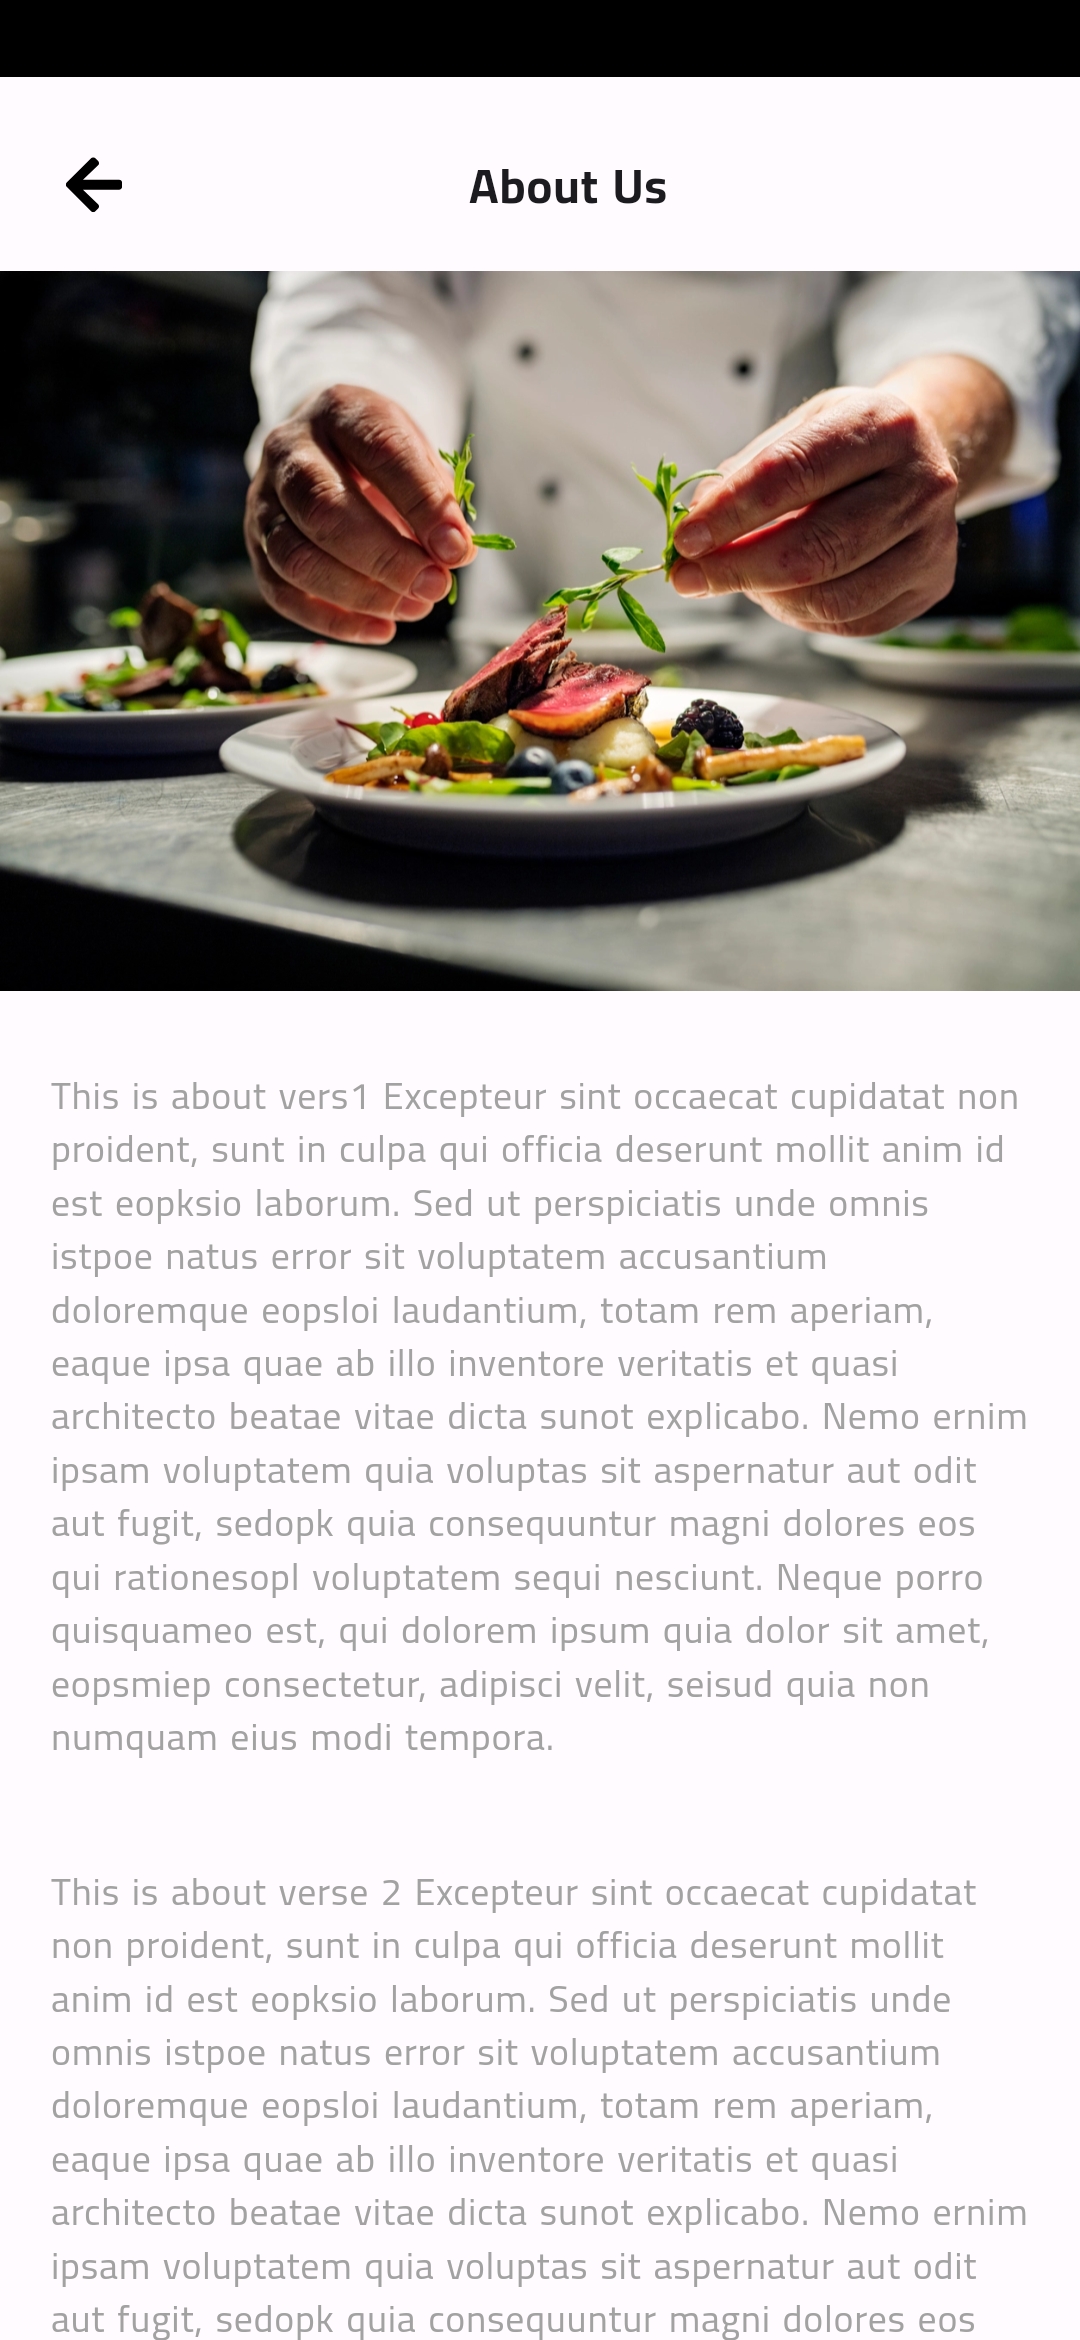 About Us
This is about vers1 Excepteur sint occaecat cupidatat non
proident, sunt in culpa qui officia deserunt mollit anim id
est eopksio laborum. Sed ut perspiciatis unde omnis
istpoe natus error sit voluptatem accusantium
doloremque eopsloi laudantium, totam rem aperiam,
eaque ipsa quae ab illo inventore veritatis et quasi
architecto beatae vitae dicta sunot explicabo. Nemo ernim
ipsam voluptatem quia voluptas sit aspernatur aut odit
aut fugit, sedopk quia consequuntur magni dolores eos
qui rationesopl voluptatem sequi nesciunt. Neque porro
quisquameo est, qui dolorem ipsum quia dolor sit amet,
eopsmiep consectetur, adipisci velit, seisud quia non
numquam eius modi tempora.
This is about verse 2 Excepteur sint occaecat cupidatat
non proident, sunt in culpa qui officia deserunt mollit
anim id est eopksio laborum. Sed ut perspiciatis unde
omnis istpoe natus error sit voluptatem accusantium
doloremque eopsloi laudantium, totam rem aperiam,
eaque ipsa quae ab illo inventore veritatis et quasi
architecto beatae vitae dicta sunot explicabo. Nemo ernim
ipsam voluptatem quia voluptas sit aspernatur aut odit
aut fugit, sedopk quia consequuntur magni dolores eos